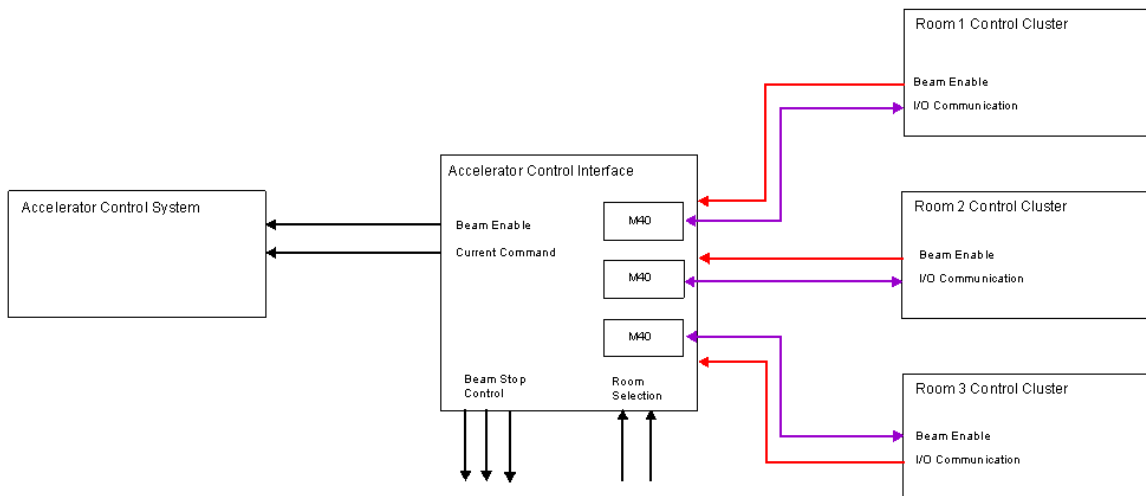 Room 1 Control Cluster
Beam Enable
I/O Communication
Accelerator Control Interface
Accelerator Control System
Beam Enable
Current Command
M40
M40
M40
Beam Stop
Control
Room
Selection
Room 2 Control Cluster
Beam Enable
I/O Communication
Room 3 Control Cluster
Beam Enable
I/O Communication